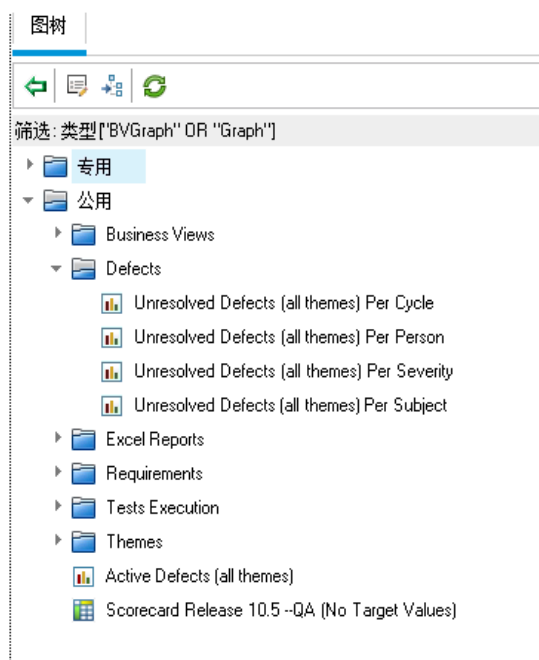 图树
筛选: 类型["BVGraph" OR "Graph"]
专用
公用
Business Views
Defects
Unresolved Defects (all themes) Per Cycle
Unresolved Defects (all themes) Per Person
Unresolved Defects (all themes) Per Severity
Unresolved Defects (all themes) Per Subject
Excel Reports
Requirements
Tests Execution
Themes
Active Defects (all themes)
Scorecard Release 10.5 --QA (No Target Values)